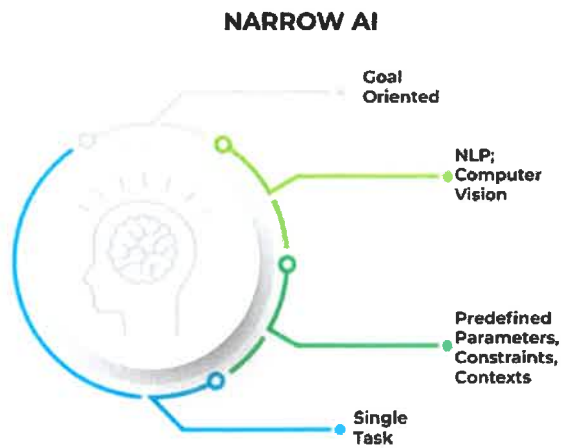 NARROW AI
Goal
Oriented
NLP;
Computer
Vision
Predefined
Parameters,
Constraints,
Contexts
Single
Task